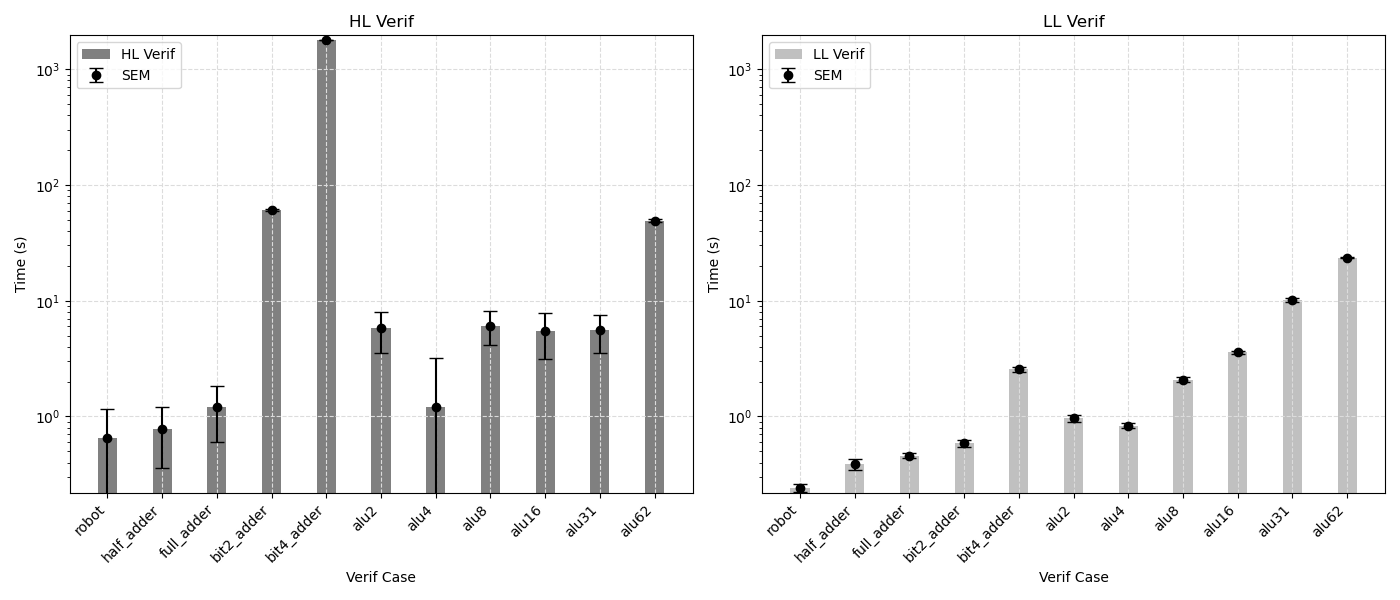 HL Verif
HL Verif
SEM
Time (s)
10³
10²
10¹
10⁰
robot
half_adder
full_adder
bit2_adder
bit4_adder
alu2
alu4
alu8
alu16
alu31
alu62
Verif Case
LL Verif
LL Verif
SEM
Time (s)
10³
10²
10¹
10⁰
robot
half_adder
full_adder
bit2_adder
bit4_adder
alu2
alu4
alu8
alu16
alu31
alu62
Verif Case